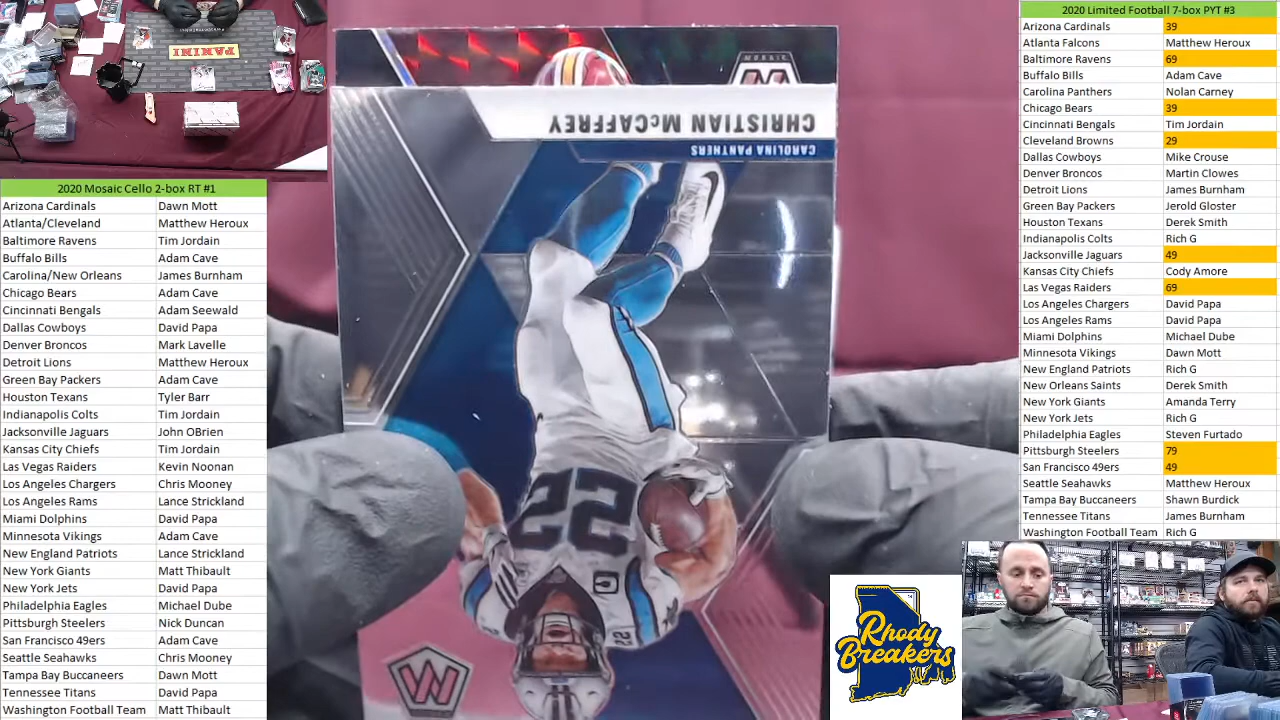 PANINI
2020 Mosaic Cello 2-box RT #1
Arizona Cardinals Dawn Mott
Atlanta/Cleveland Matthew Heroux
Baltimore Ravens Tim Jordain
Buffalo Bills Adam Cave
Carolina/New Orleans James Burnham
Chicago Bears Adam Cave
Cincinnati Bengals Adam Seewald
Dallas Cowboys David Papa
Denver Broncos Mark Lavelle
Detroit Lions Matthew Heroux
Green Bay Packers Adam Cave
Houston Texans Tyler Barr
Indianapolis Colts Tim Jordain
Jacksonville Jaguars John OBrien
Kansas City Chiefs Tim Jordain
Las Vegas Raiders Kevin Noonan
Los Angeles Chargers Chris Mooney
Los Angeles Rams Lance Strickland
Miami Dolphins David Papa
Minnesota Vikings Adam Cave
New England Patriots Lance Strickland
New York Giants Matt Thibault
New York Jets David Papa
Philadelphia Eagles Michael Dube
Pittsburgh Steelers Nick Duncan
San Francisco 49ers Adam Cave
Seattle Seahawks Chris Mooney
Tampa Bay Buccaneers Dawn Mott
Tennessee Titans David Papa
Washington Football Team Matt Thibault
MOSAIC
CHRISTIAN McCAFFREY
CAROLINA PANTHERS
22
22
2020 Limited Football 7-box PYT #3
Arizona Cardinals 39
Atlanta Falcons Matthew Heroux
Baltimore Ravens 69
Buffalo Bills Adam Cave
Carolina Panthers Nolan Carney
Chicago Bears 39
Cincinnati Bengals Tim Jordain
Cleveland Browns 29
Dallas Cowboys Mike Crouse
Denver Broncos Martin Clowes
Detroit Lions James Burnham
Green Bay Packers Jerold Gloster
Houston Texans Derek Smith
Indianapolis Colts Rich G
Jacksonville Jaguars 49
Kansas City Chiefs Cody Amore
Las Vegas Raiders 69
Los Angeles Chargers David Papa
Los Angeles Rams David Papa
Miami Dolphins Michael Dube
Minnesota Vikings Dawn Mott
New England Patriots Rich G
New Orleans Saints Derek Smith
New York Giants Amanda Terry
New York Jets Rich G
Philadelphia Eagles Steven Furtado
Pittsburgh Steelers 79
San Francisco 49ers 49
Seattle Seahawks Matthew Heroux
Tampa Bay Buccaneers Shawn Burdick
Tennessee Titans James Burnham
Washington Football Team Rich G
Rhody
Breakers